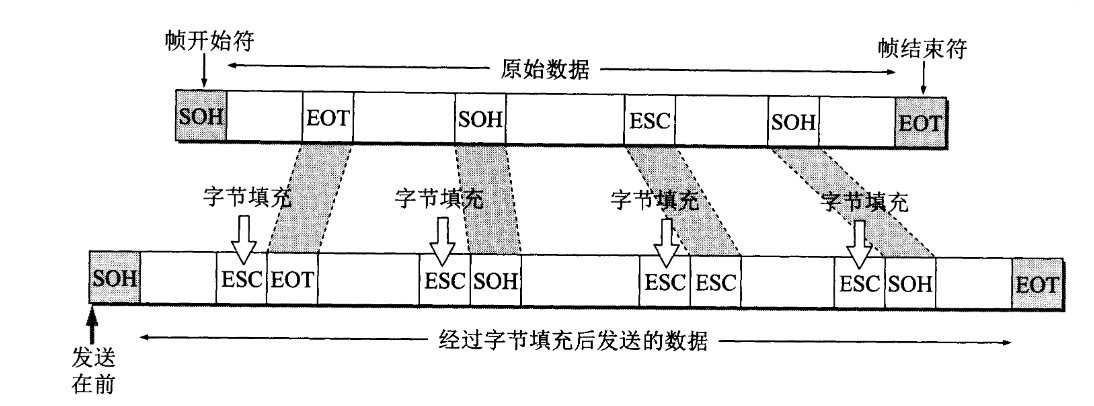 帧开始符
帧结束符
原始数据
SOH EOT SOH ESC SOH EOT
字节填充 字节填充 字节填充 字节填充
SOH ESC EOT ESC SOH ESC ESC ESC SOH EOT
经过字节填充后发送的数据
发送
在前